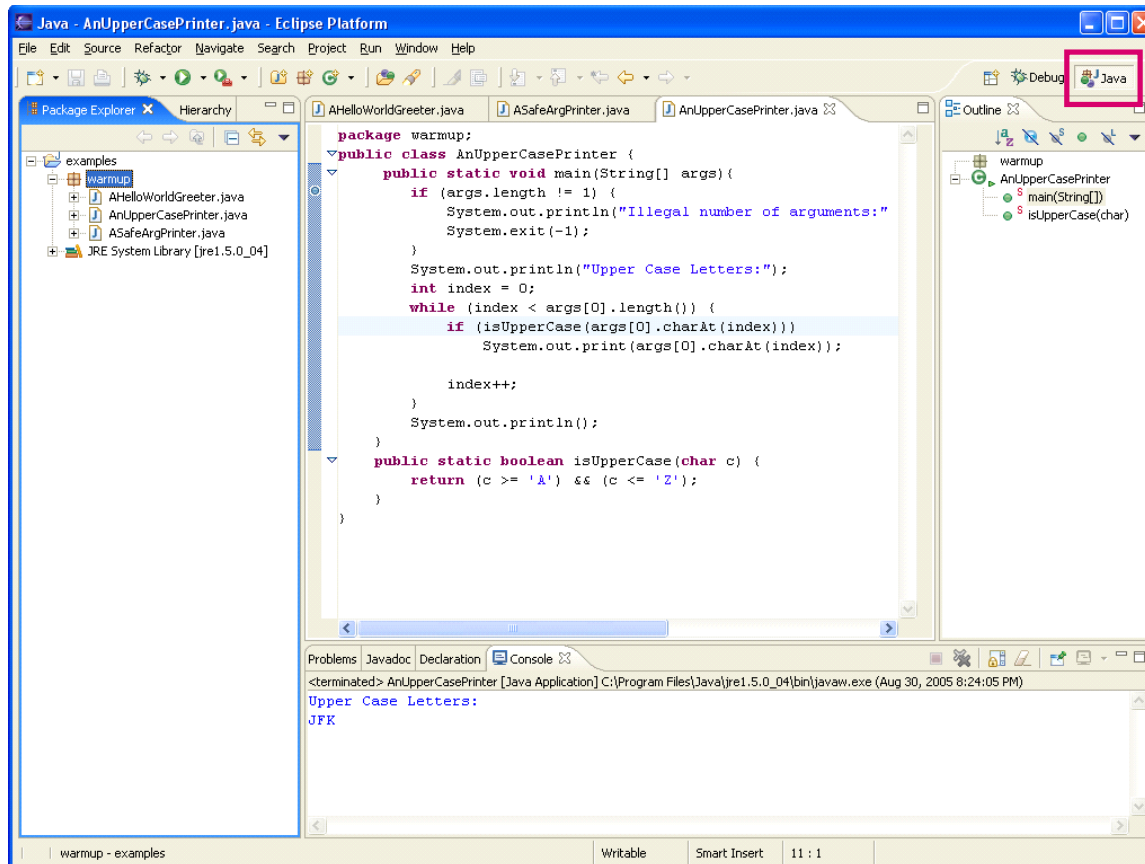 Java - AnUpperCasePrinter.java - Eclipse Platform
File Edit Source Refactor Navigate Search Project Run Window Help
Debug
Java
Package Explorer
Hierarchy
examples
warmup
AHelloWorldGreeter.java
AnUpperCasePrinter.java
ASafeArgPrinter.java
JRE System Library [jre1.5.0_04]
AHelloWorldGreeter.java
ASafeArgPrinter.java
AnUpperCasePrinter.java
package warmup;
public class AnUpperCasePrinter {
public static void main(String[] args){
if (args.length != 1) {
System.out.println("Illegal number of arguments:"
System.exit(-1);
}
System.out.println("Upper Case Letters:");
int index = 0;
while (index < args[0].length()) {
if (isUpperCase(args[0].charAt(index)))
System.out.print(args[0].charAt(index));
index++;
}
System.out.println();
}
public static boolean isUpperCase(char c) {
return (c >= 'A') && (c <= 'Z');
}
}
Outline
warmup
AnUpperCasePrinter
main(String[])
isUpperCase(char)
Problems Javadoc Declaration Console
<terminated> AnUpperCasePrinter [Java Application] C:\Program Files\Java\jre1.5.0_04\bin\javaw.exe (Aug 30, 2005 8:24:05 PM)
Upper Case Letters:
JFK
warmup - examples
Writable
Smart Insert
11 : 1